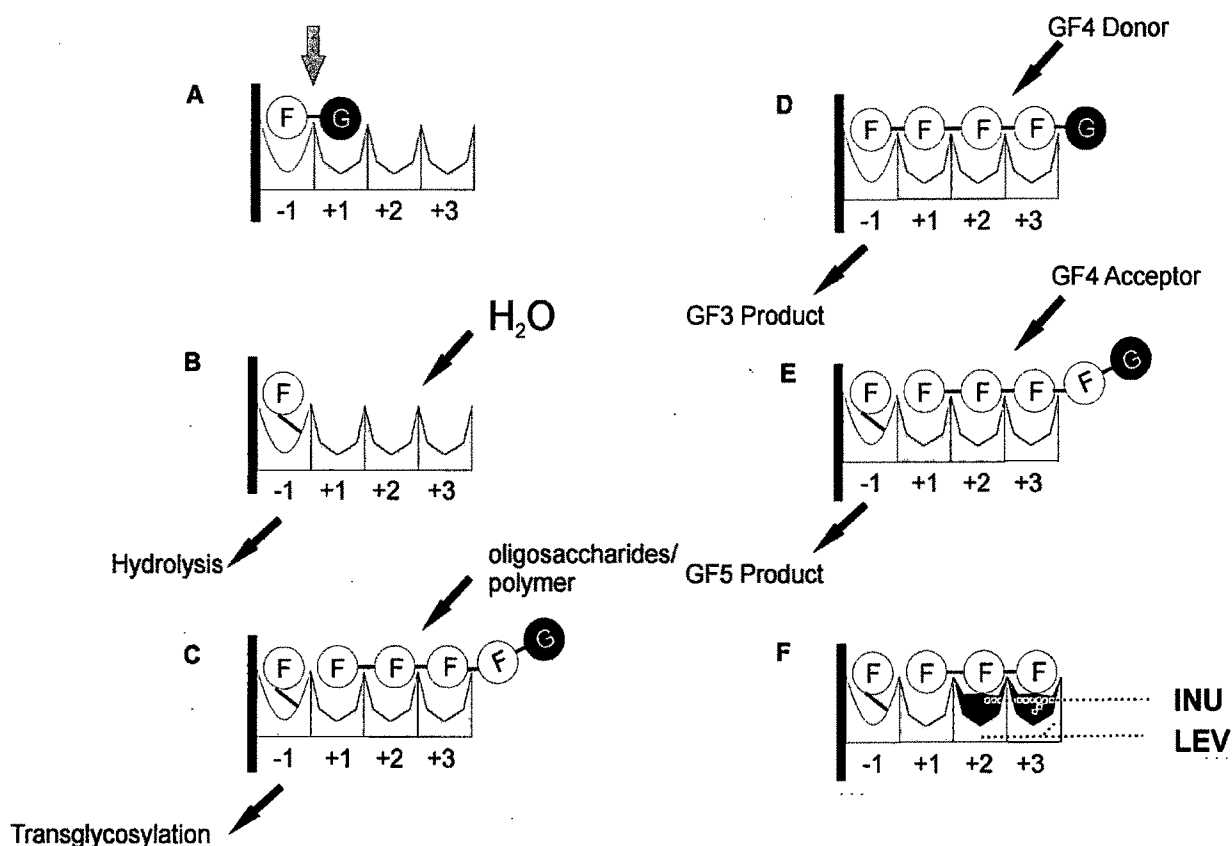 A
F G
-1 +1 +2 +3
B
H₂O
F
-1 +1 +2 +3
Hydrolysis
oligosaccharides/
polymer
C
F F F F F G
-1 +1 +2 +3
Transglycosylation
GF4 Donor
D
F F F F G
-1 +1 +2 +3
GF3 Product
GF4 Acceptor
E
F F F F F G
-1 +1 +2 +3
GF5 Product
F
F F F F
INU
LEV
-1 +1 +2 +3